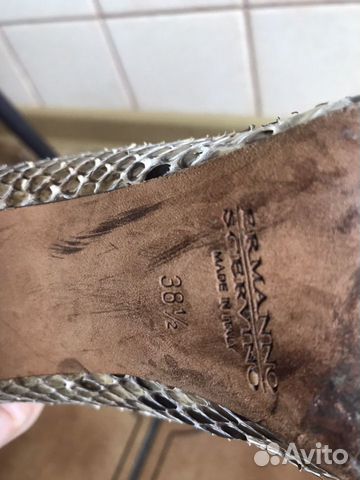 ERMANNO
SCERVINO
MADE IN ITALY
38½
Avito